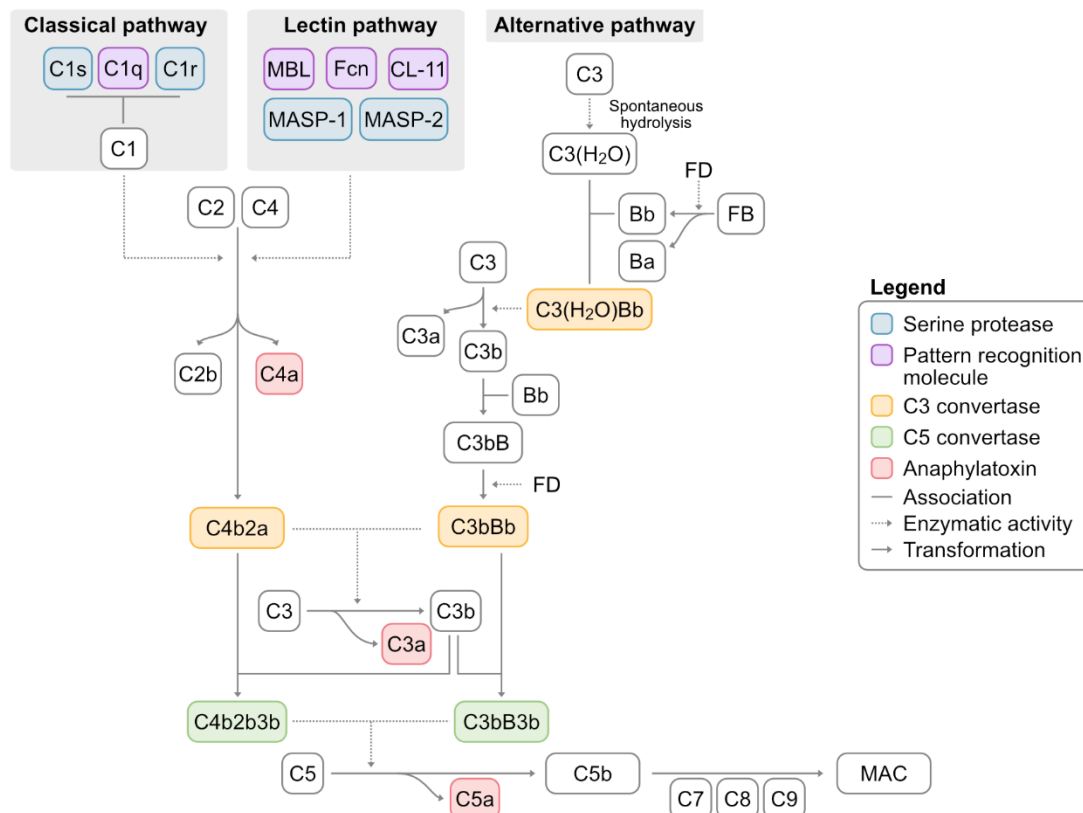 Classical pathway
Lectin pathway
Alternative pathway
C1s C1q C1r
MBL Fcn CL-11
C3
MASP-1 MASP-2
Spontaneous
hydrolysis
C1
C3(H₂O)
FD
C2 C4
Bb
FB
Ba
C3
C3(H₂O)Bb
C3a
C3b
C2b
C4a
Bb
C3bB
FD
C4b2a
C3bBb
C3
C3b
C3a
C4b2b3b
C3bB3b
C5
C5b
MAC
C5a
C7 C8 C9
Legend
Serine protease
Pattern recognition
molecule
C3 convertase
C5 convertase
Anaphylatoxin
Association
Enzymatic activity
Transformation